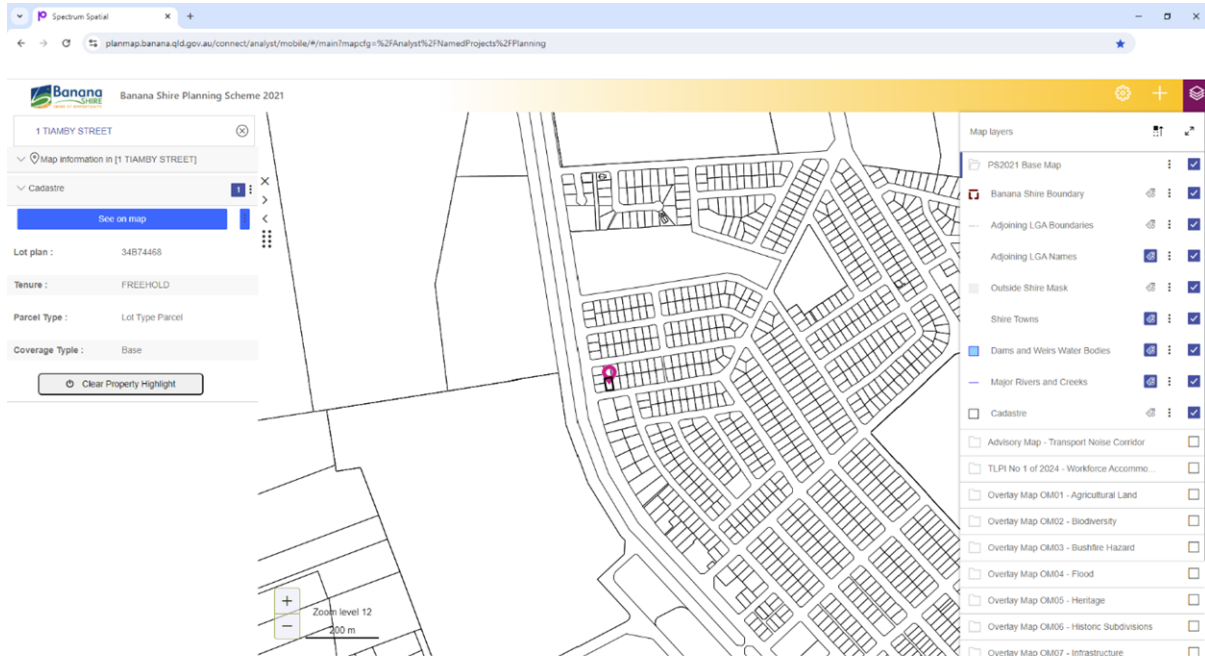 Spectrum Spatial
planmap.banana.qld.gov.au/connect/analyst/mobile/#/main?mapcfg=%2FAnalyst%2FNamedProjects%2FPlanning
Banana
SHIRE
Banana Shire Planning Scheme 2021
1 TIAMBY STREET
Map information in [1 TIAMBY STREET]
Cadastre
1
See on map
Lot plan : 34B74468
Tenure : FREEHOLD
Parcel Type : Lot Type Parcel
Coverage Typle : Base
Clear Property Highlight
Zoom level 12
200 m
Map layers
PS2021 Base Map
Banana Shire Boundary
Adjoining LGA Boundaries
Adjoining LGA Names
Outside Shire Mask
Shire Towns
Dams and Weirs Water Bodies
Major Rivers and Creeks
Cadastre
Advisory Map - Transport Noise Corridor
TLPI No 1 of 2024 - Workforce Accommo...
Overlay Map OM01 - Agricultural Land
Overlay Map OM02 - Biodiversity
Overlay Map OM03 - Bushfire Hazard
Overlay Map OM04 - Flood
Overlay Map OM05 - Heritage
Overlay Map OM06 - Historic Subdivisions
Overlay Map OM07 - Infrastructure